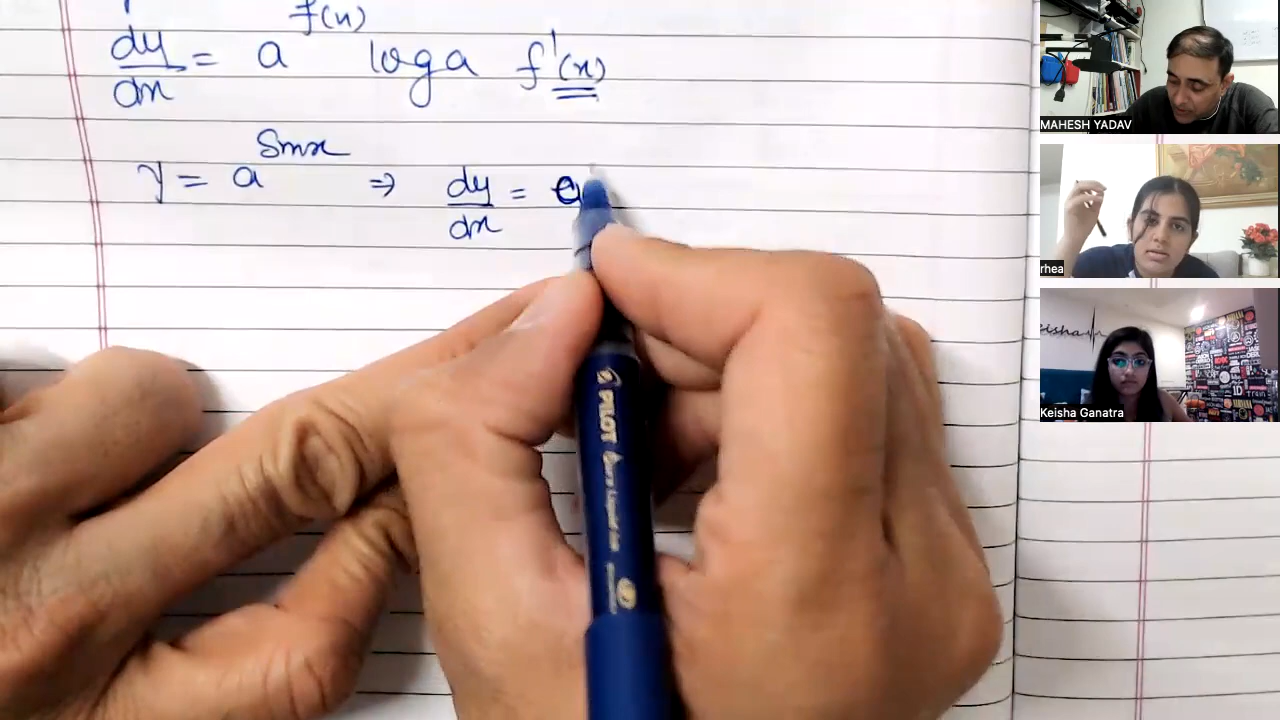 f(x)
dy/dx = a^f(x) log a f'(x)
y = a^Sinx ⇒ dy/dx = a
PILOT
MAHESH YADAV
rhea
Keisha Ganatra